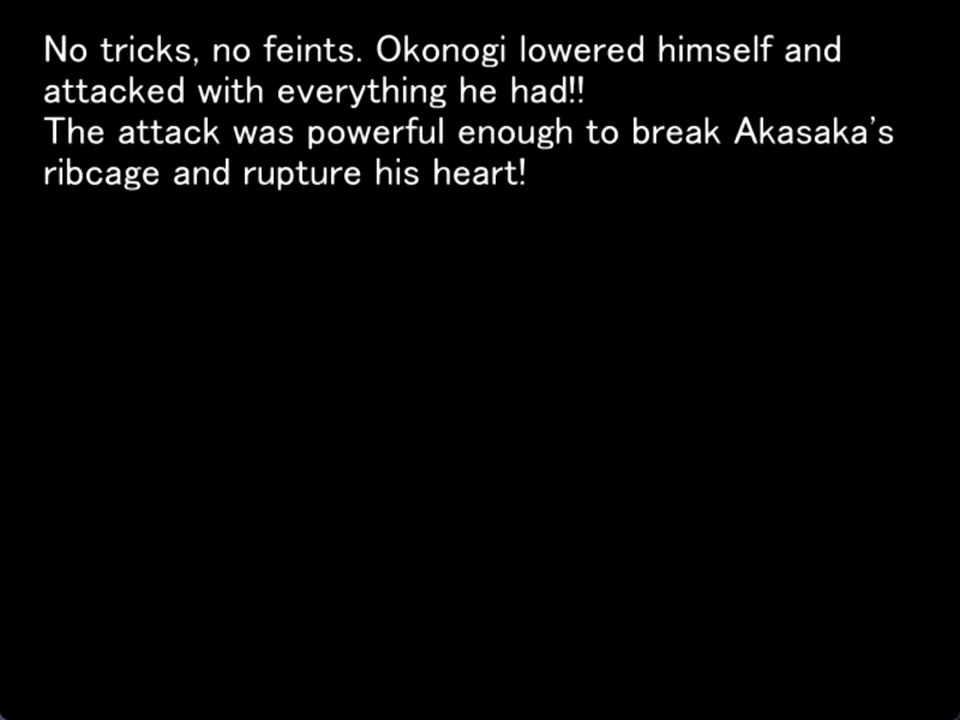 No tricks, no feints. Okonogi lowered himself and
attacked with everything he had!!
The attack was powerful enough to break Akasaka's
ribcage and rupture his heart!